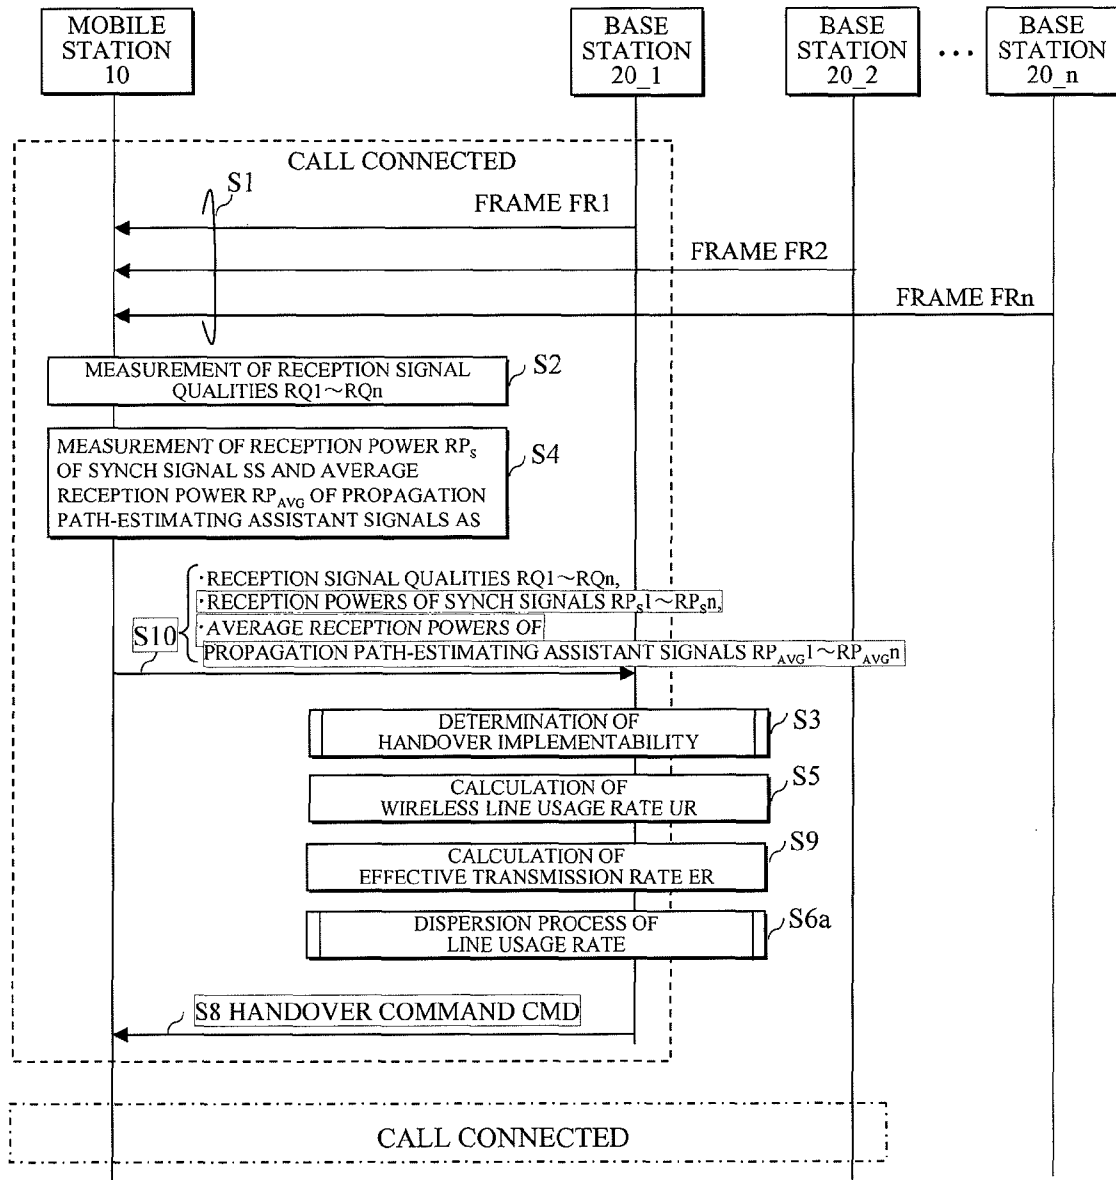 MOBILE
STATION
10
BASE
STATION
20_1
BASE
STATION
20_2
...
BASE
STATION
20_n
CALL CONNECTED
S1
FRAME FR1
FRAME FR2
FRAME FRn
MEASUREMENT OF RECEPTION SIGNAL
QUALITIES RQ1~RQn
S2
MEASUREMENT OF RECEPTION POWER RPS
OF SYNCH SIGNAL SS AND AVERAGE
RECEPTION POWER RPAVG OF PROPAGATION
PATH-ESTIMATING ASSISTANT SIGNALS AS
S4
S10
·RECEPTION SIGNAL QUALITIES RQ1~RQn,
·RECEPTION POWERS OF SYNCH SIGNALS RPS1~RPSn,
·AVERAGE RECEPTION POWERS OF
PROPAGATION PATH-ESTIMATING ASSISTANT SIGNALS RPAVG1~RPAVGn
DETERMINATION OF
HANDOVER IMPLEMENTABILITY
S3
CALCULATION OF
WIRELESS LINE USAGE RATE UR
S5
CALCULATION OF
EFFECTIVE TRANSMISSION RATE ER
S9
DISPERSION PROCESS OF
LINE USAGE RATE
S6a
S8 HANDOVER COMMAND CMD
CALL CONNECTED